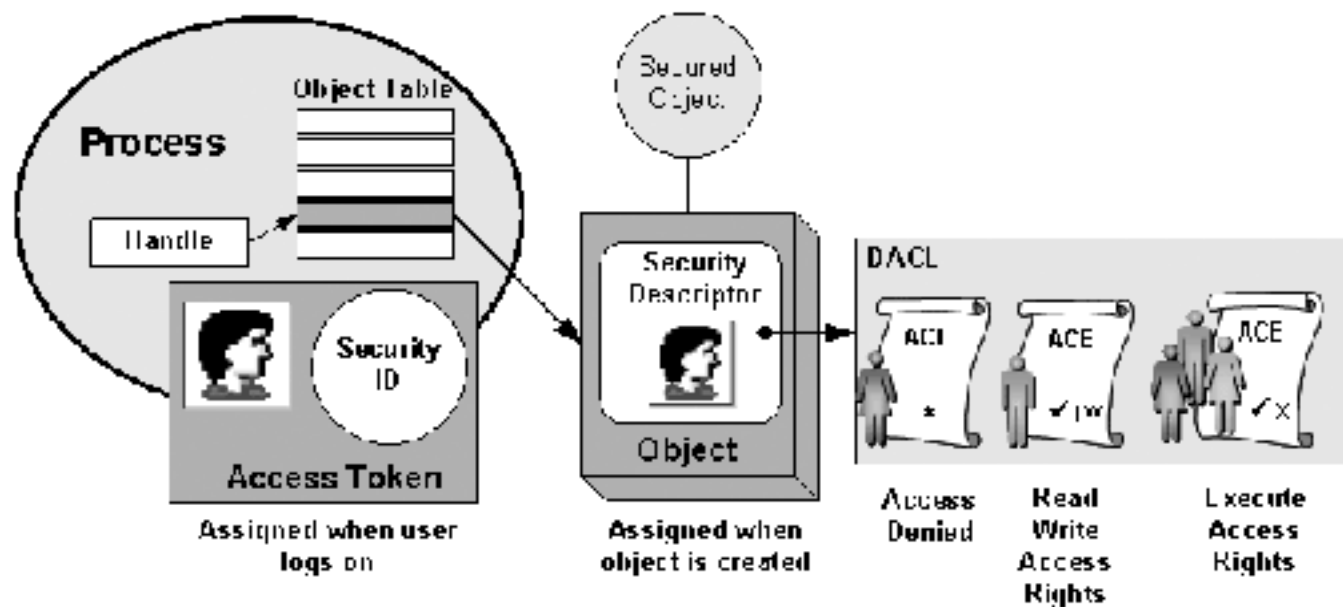 Object Table
Process
Handle
Security
ID
Access Token
Assigned when user
logs on
Secured
Object
Security
Descriptor
Object
Assigned when
object is created
DACL
ACE
✓rw
ACE
✓x
Access
Denied
Read
Write
Access
Rights
Execute
Access
Rights